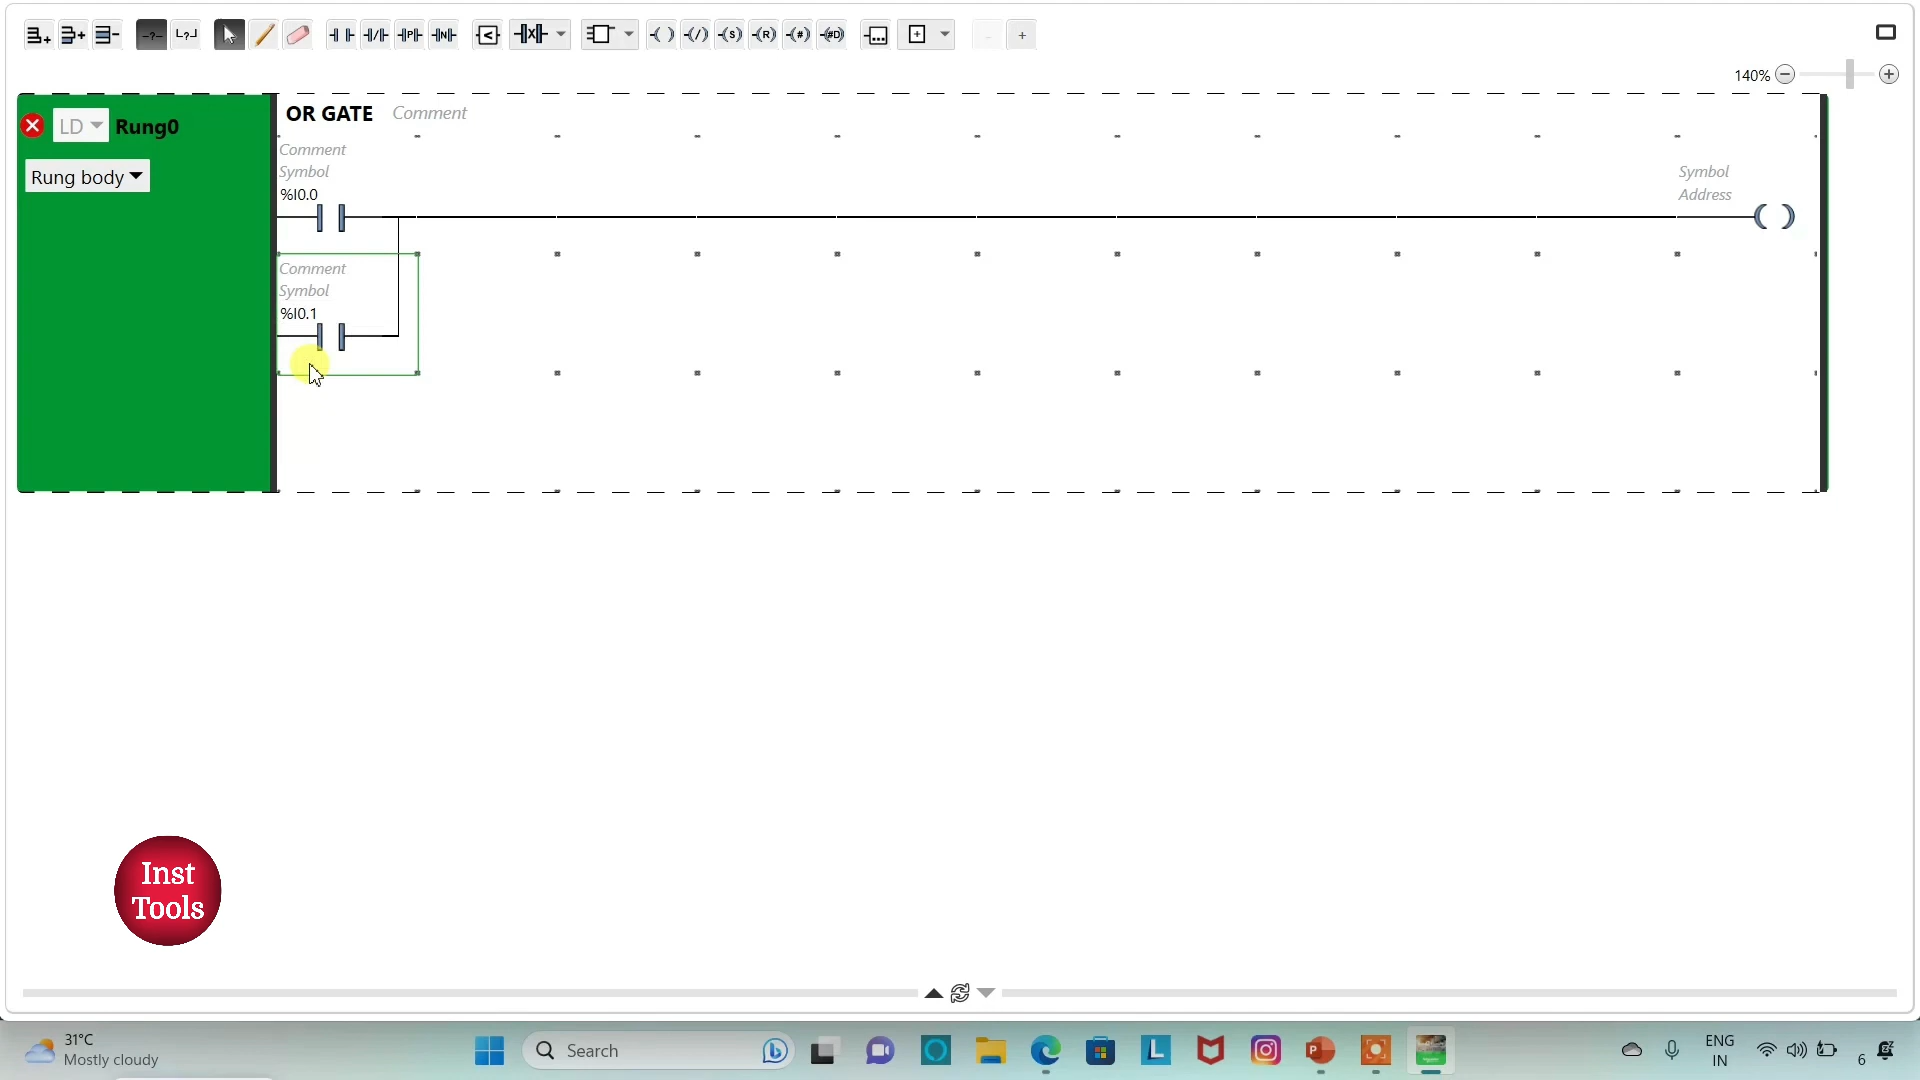 140%
LD Rung0
OR GATE Comment
Rung body
Comment
Symbol
%I0.0
Symbol
Address
Comment
Symbol
%I0.1
Inst
Tools
31°C
Mostly cloudy
Search
ENG
IN
6